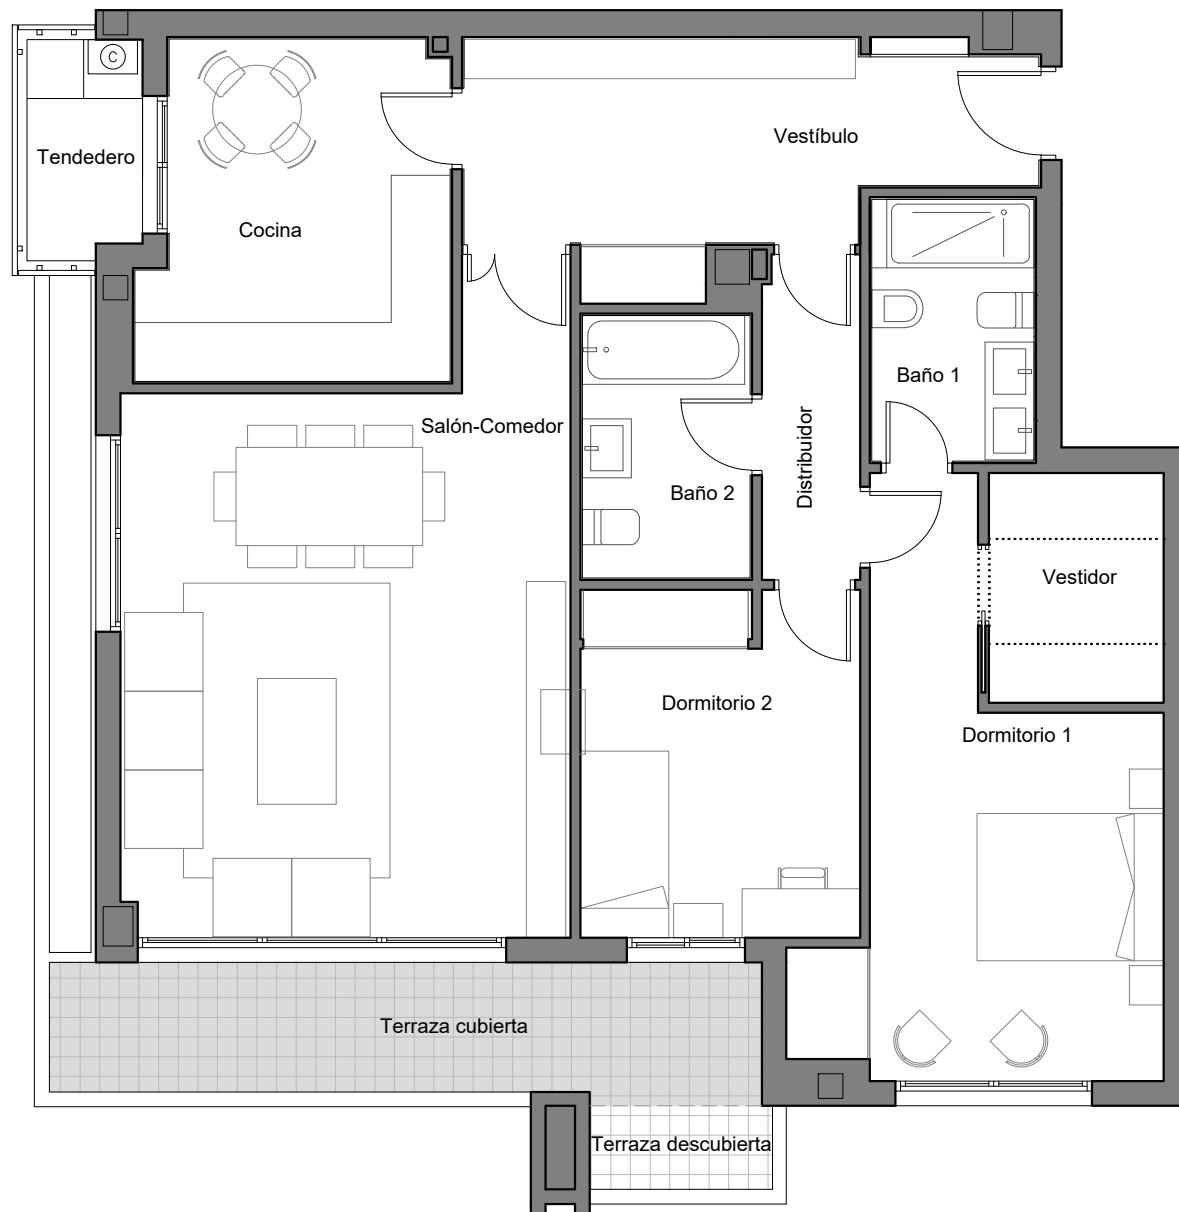 C
Tendedero
Vestíbulo
Cocina
Baño 1
Salón-Comedor
Distribuidor
Baño 2
Vestidor
Dormitorio 2
Dormitorio 1
Terraza cubierta
Terraza descubierta